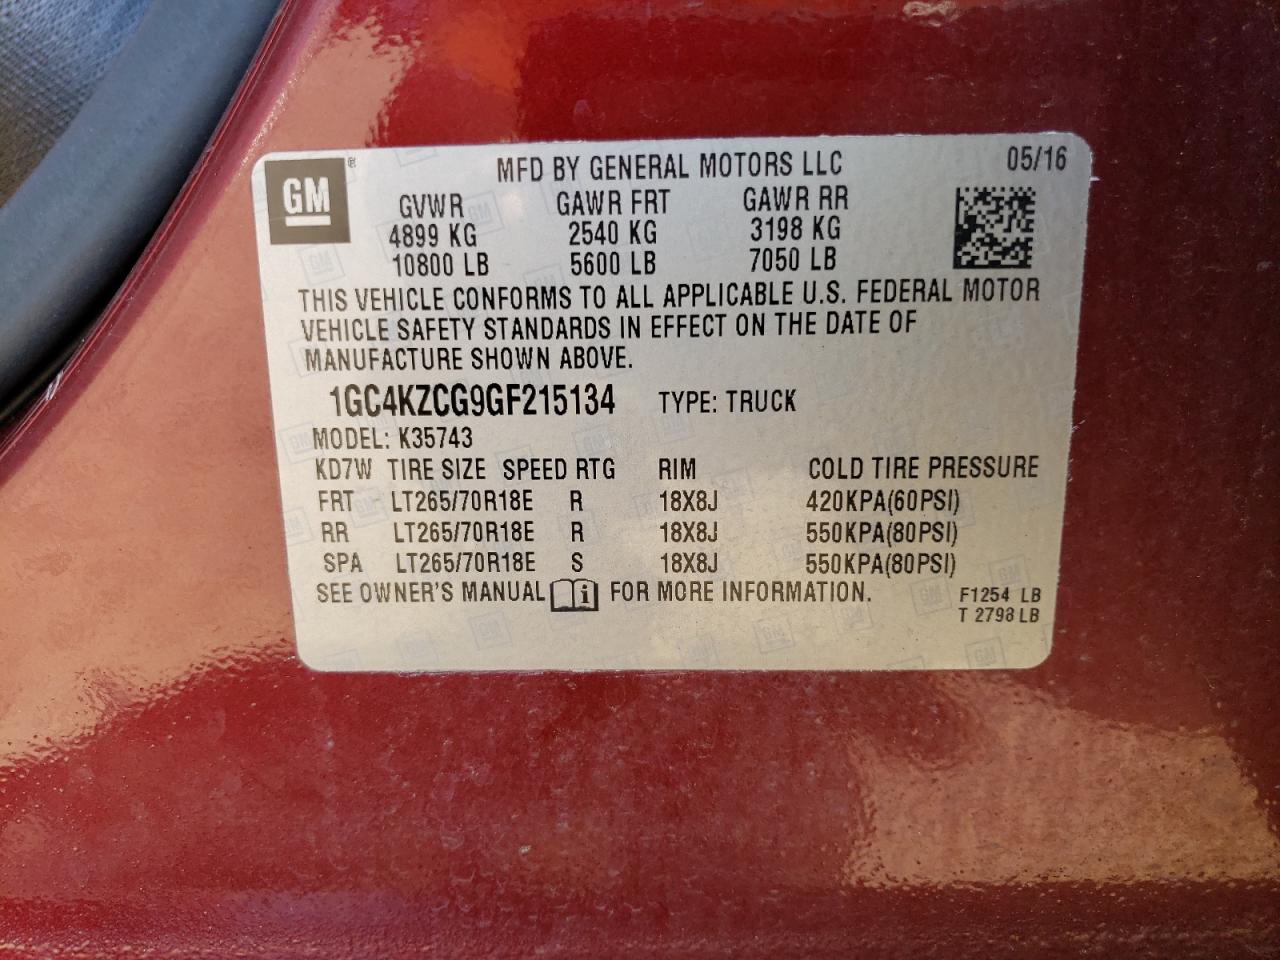 GM ® MFD BY GENERAL MOTORS LLC 05/16
GVWR GAWR FRT GAWR RR
4899 KG 2540 KG 3198 KG
10800 LB 5600 LB 7050 LB
THIS VEHICLE CONFORMS TO ALL APPLICABLE U.S. FEDERAL MOTOR
VEHICLE SAFETY STANDARDS IN EFFECT ON THE DATE OF
MANUFACTURE SHOWN ABOVE.
1GC4KZCG9GF215134 TYPE: TRUCK
MODEL: K35743
KD7W TIRE SIZE SPEED RTG RIM COLD TIRE PRESSURE
FRT LT265/70R18E R 18X8J 420KPA(60PSI)
RR LT265/70R18E R 18X8J 550KPA(80PSI)
SPA LT265/70R18E S 18X8J 550KPA(80PSI)
SEE OWNER'S MANUAL i FOR MORE INFORMATION.
F1254 LB
T 2798 LB